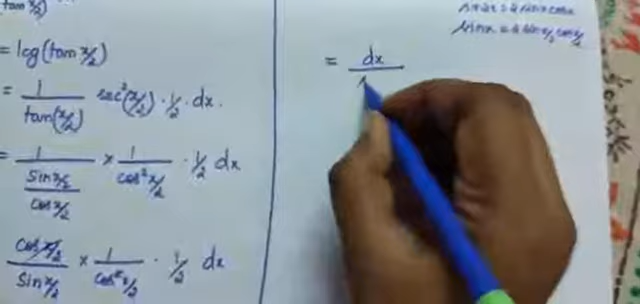 tan x/2)
= log(tan x/2)
= 1/tan(x/2) sec²(x/2) · 1/2 · dx.
= 1/(sin x/2 / cos x/2) × 1/cos² x/2 · 1/2 dx
cos x/2 / sin x/2 × 1/cos² x/2 · 1/2 dx
sin 2x = 2 sin x cos x
sin x = 2 sin x/2 cos x/2
= dx